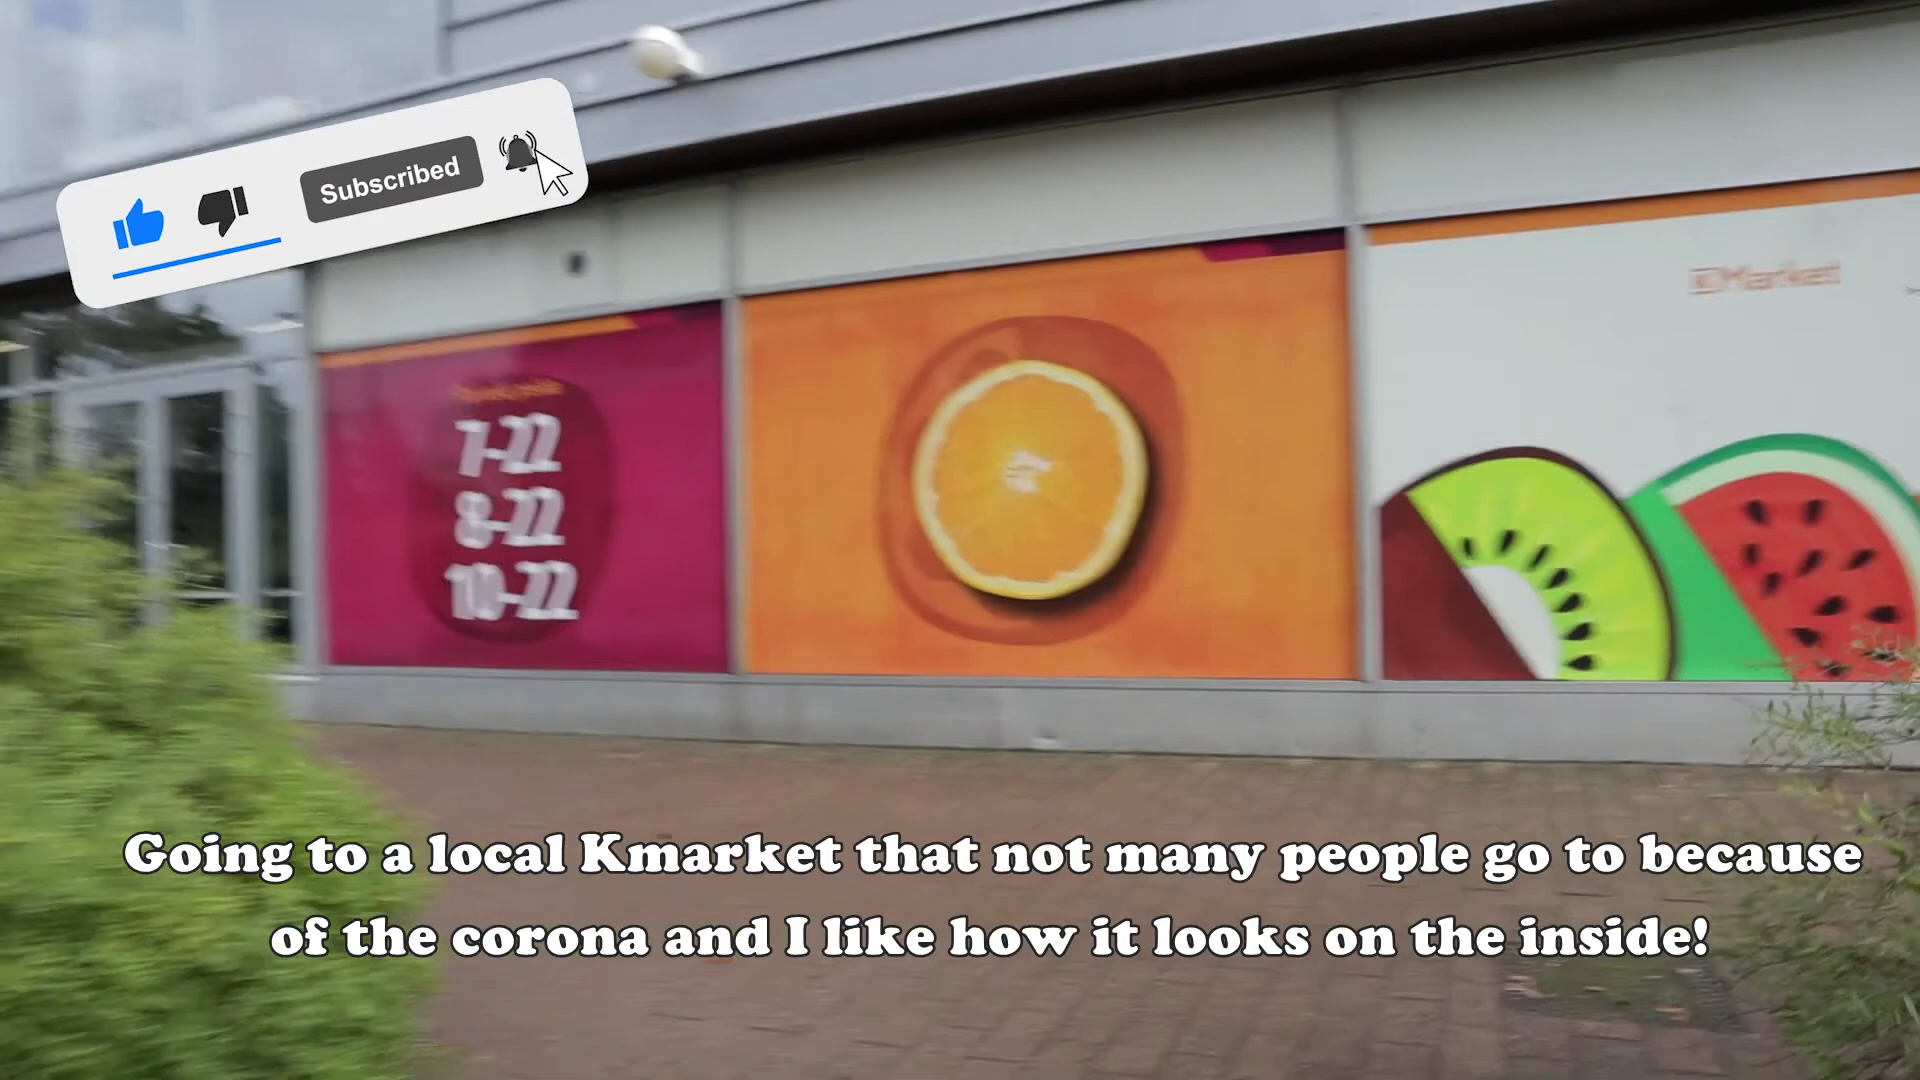 Subscribed
K Market
7-22
8-22
10-22
Going to a local Kmarket that not many people go to because
of the corona and I like how it looks on the inside!